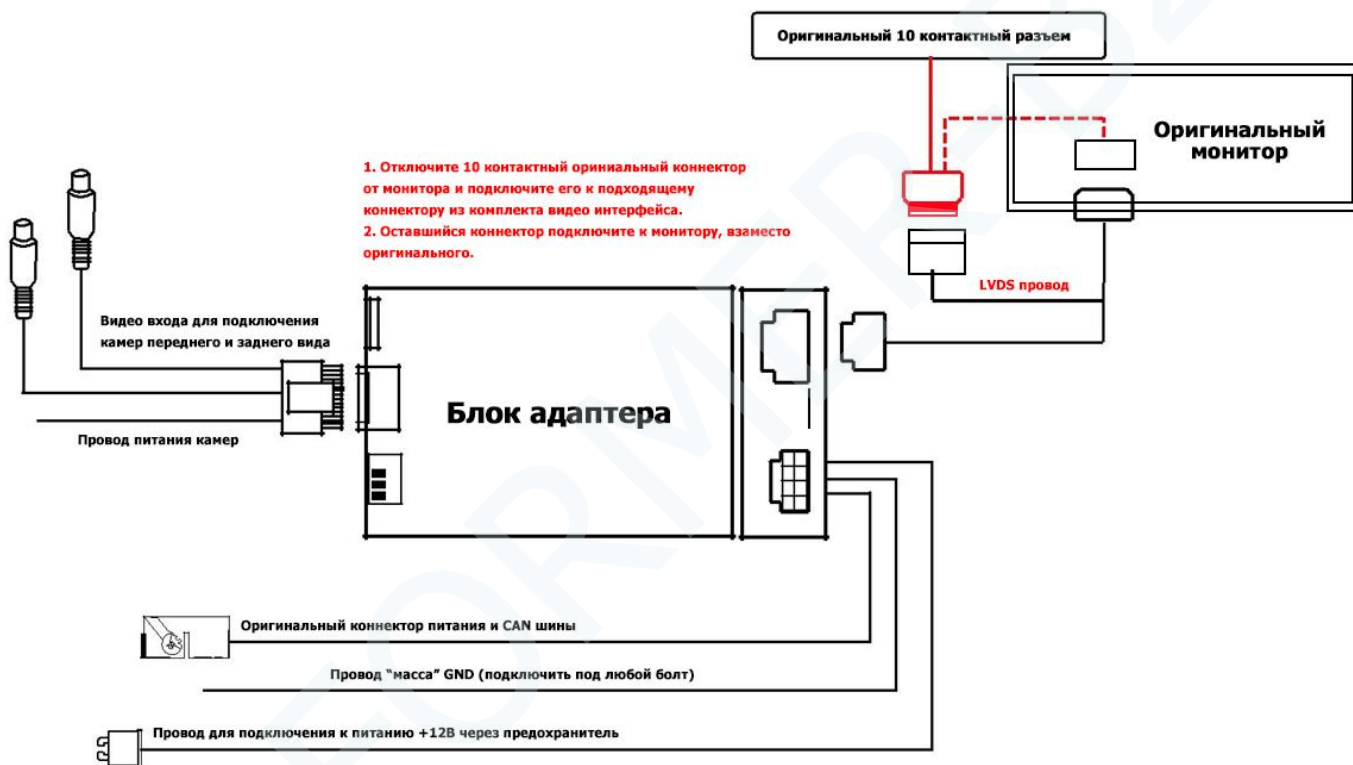 Оригинальный 10 контактный разъем
Оригинальный
монитор
1. Отключите 10 контактный ориниальный коннектор
от монитора и подключите его к подходящему
коннектору из комплекта видео интерфейса.
2. Оставшийся коннектор подключите к монитору, взаместо
оригинального.
LVDS провод
Видео входа для подключения
камер переднего и заднего вида
Блок адаптера
Провод питания камер
Оригинальный коннектор питания и CAN шины
Провод "масса" GND (подключить под любой болт)
Провод для подключения к питанию +12В через предохранитель